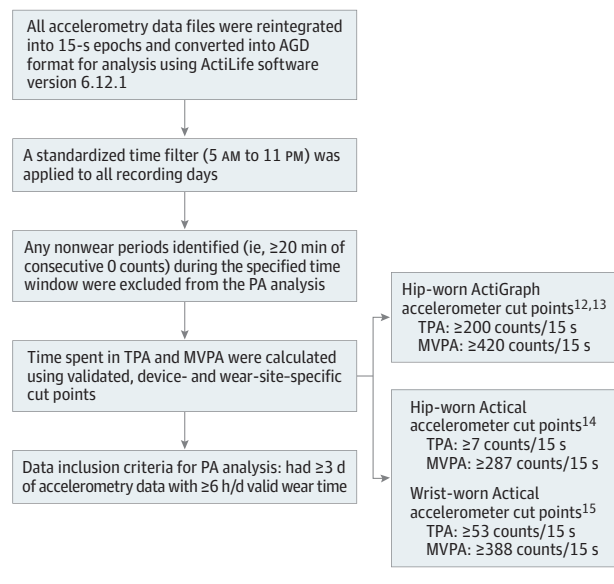 All accelerometry data files were reintegrated
into 15-s epochs and converted into AGD
format for analysis using ActiLife software
version 6.12.1
A standardized time filter (5 AM to 11 PM) was
applied to all recording days
Any nonwear periods identified (ie, ≥20 min of
consecutive 0 counts) during the specified time
window were excluded from the PA analysis
Time spent in TPA and MVPA were calculated
using validated, device- and wear-site–specific
cut points
Data inclusion criteria for PA analysis: had ≥3 d
of accelerometry data with ≥6 h/d valid wear time
Hip-worn ActiGraph
accelerometer cut points12,13
TPA: ≥200 counts/15 s
MVPA: ≥420 counts/15 s
Hip-worn Actical
accelerometer cut points14
TPA: ≥7 counts/15 s
MVPA: ≥287 counts/15 s
Wrist-worn Actical
accelerometer cut points15
TPA: ≥53 counts/15 s
MVPA: ≥388 counts/15 s